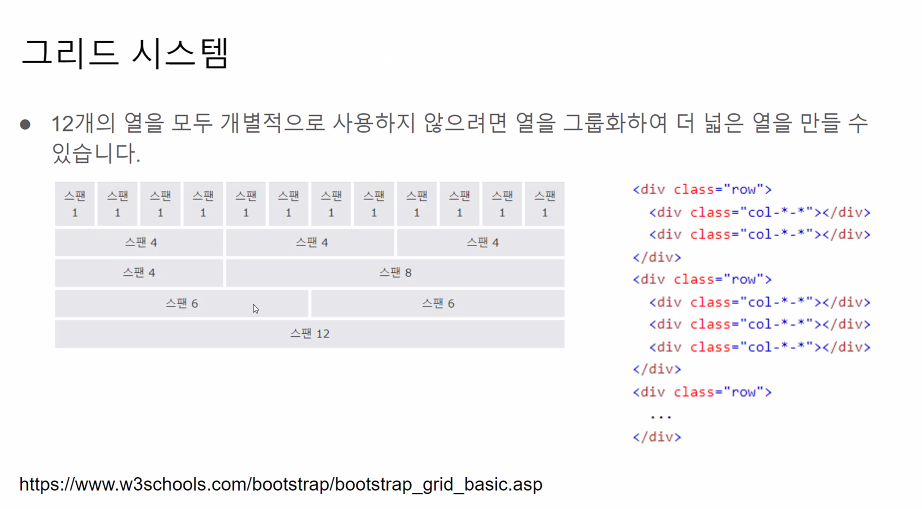 그리드 시스템
● 12개의 열을 모두 개별적으로 사용하지 않으려면 열을 그룹화하여 더 넓은 열을 만들 수
있습니다.
스팬 스팬 스팬 스팬 스팬 스팬 스팬 스팬 스팬 스팬 스팬 스팬
1 1 1 1 1 1 1 1 1 1 1 1
스팬 4 스팬 4 스팬 4
스팬 4 스팬 8
스팬 6 스팬 6
스팬 12
<div class="row">
<div class="col-*-*"></div>
<div class="col-*-*"></div>
</div>
<div class="row">
<div class="col-*-*"></div>
<div class="col-*-*"></div>
<div class="col-*-*"></div>
</div>
<div class="row">
...
</div>
https://www.w3schools.com/bootstrap/bootstrap_grid_basic.asp